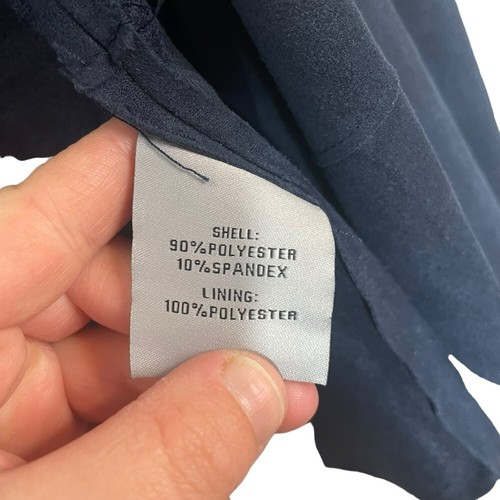 SHELL:
90%POLYESTER
10%SPANDEX
LINING:
100%POLYESTER